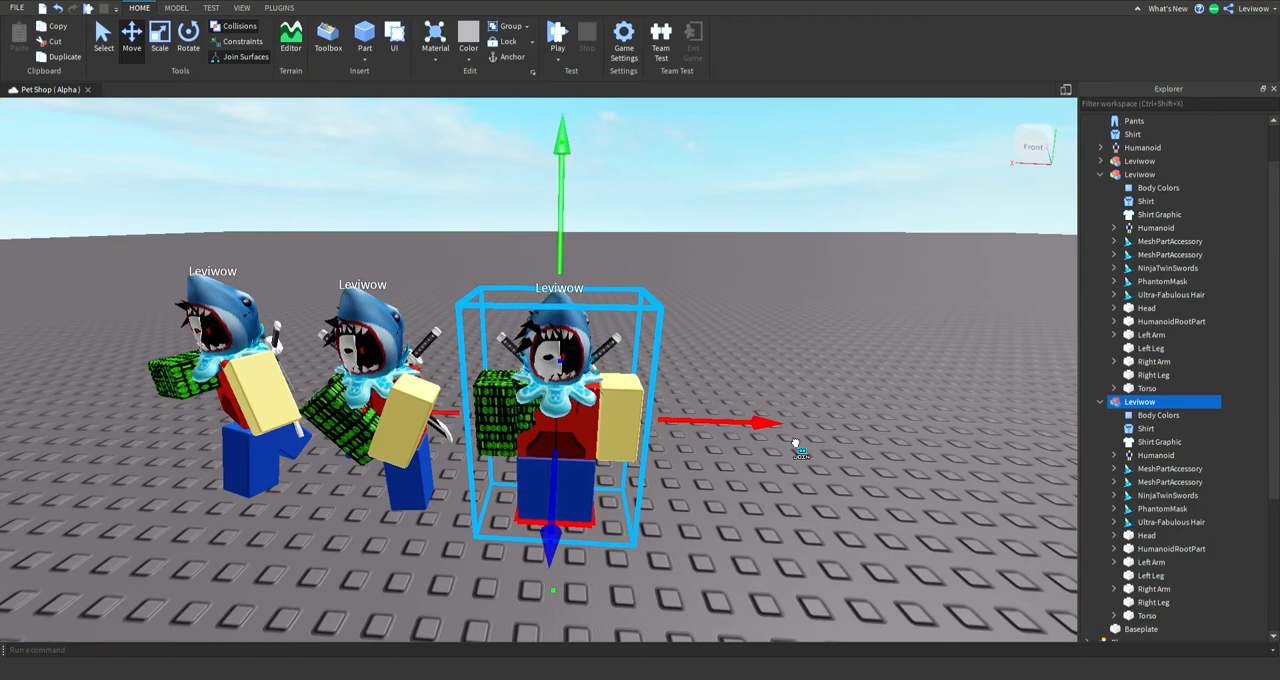 FILE HOME MODEL TEST VIEW PLUGINS What's New Leviwow
Copy
Cut
Duplicate
Paste
Clipboard
Select Move Scale Rotate
Collisions
Constraints
Join Surfaces
Tools
Editor
Terrain
Toolbox Part UI
Insert
Material Color
Group
Lock
Anchor
Edit
Play Stop
Test
Game
Settings
Settings
Team
Test
Exit
Game
Team Test
Pet Shop ( Alpha )
Explorer
Filter workspace (Ctrl+Shift+X)
Front
X
Leviwow
Leviwow
Leviwow
JOIN
Pants
Shirt
Humanoid
Leviwow
Leviwow
Body Colors
Shirt
Shirt Graphic
Humanoid
MeshPartAccessory
MeshPartAccessory
NinjaTwinSwords
PhantomMask
Ultra-Fabulous Hair
Head
HumanoidRootPart
Left Arm
Left Leg
Right Arm
Right Leg
Torso
Leviwow
Body Colors
Shirt
Shirt Graphic
Humanoid
MeshPartAccessory
MeshPartAccessory
NinjaTwinSwords
PhantomMask
Ultra-Fabulous Hair
Head
HumanoidRootPart
Left Arm
Left Leg
Right Arm
Right Leg
Torso
Baseplate
Run a command